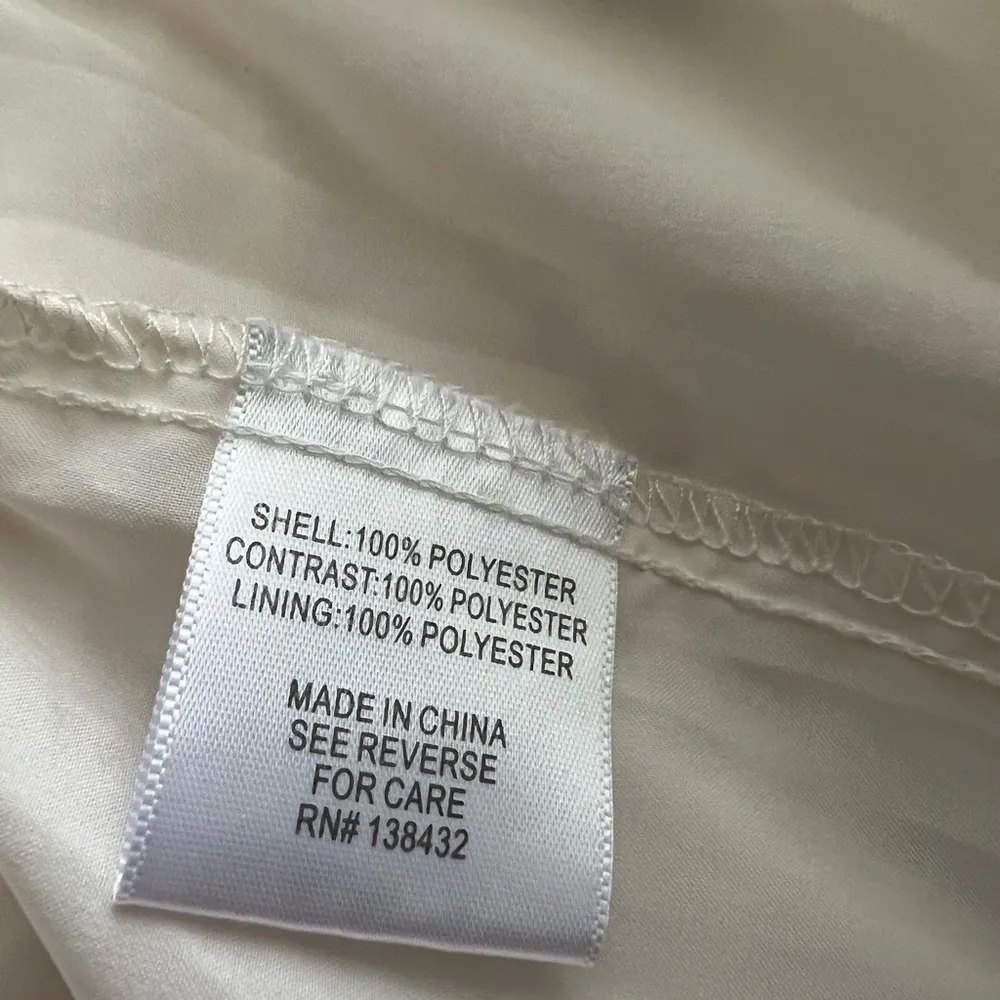 SHELL:100% POLYESTER
CONTRAST:100% POLYESTER
LINING:100% POLYESTER
MADE IN CHINA
SEE REVERSE
FOR CARE
RN# 138432